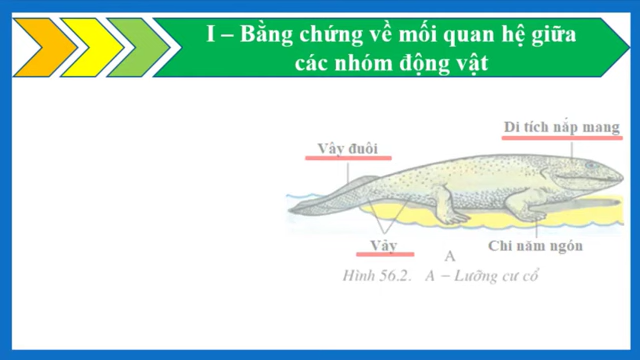 I – Bằng chứng về mối quan hệ giữa
các nhóm động vật
Di tích nắp mang
Vây đuôi
Vảy
Chi năm ngón
A
Hình 56.2. A – Lưỡng cư cổ